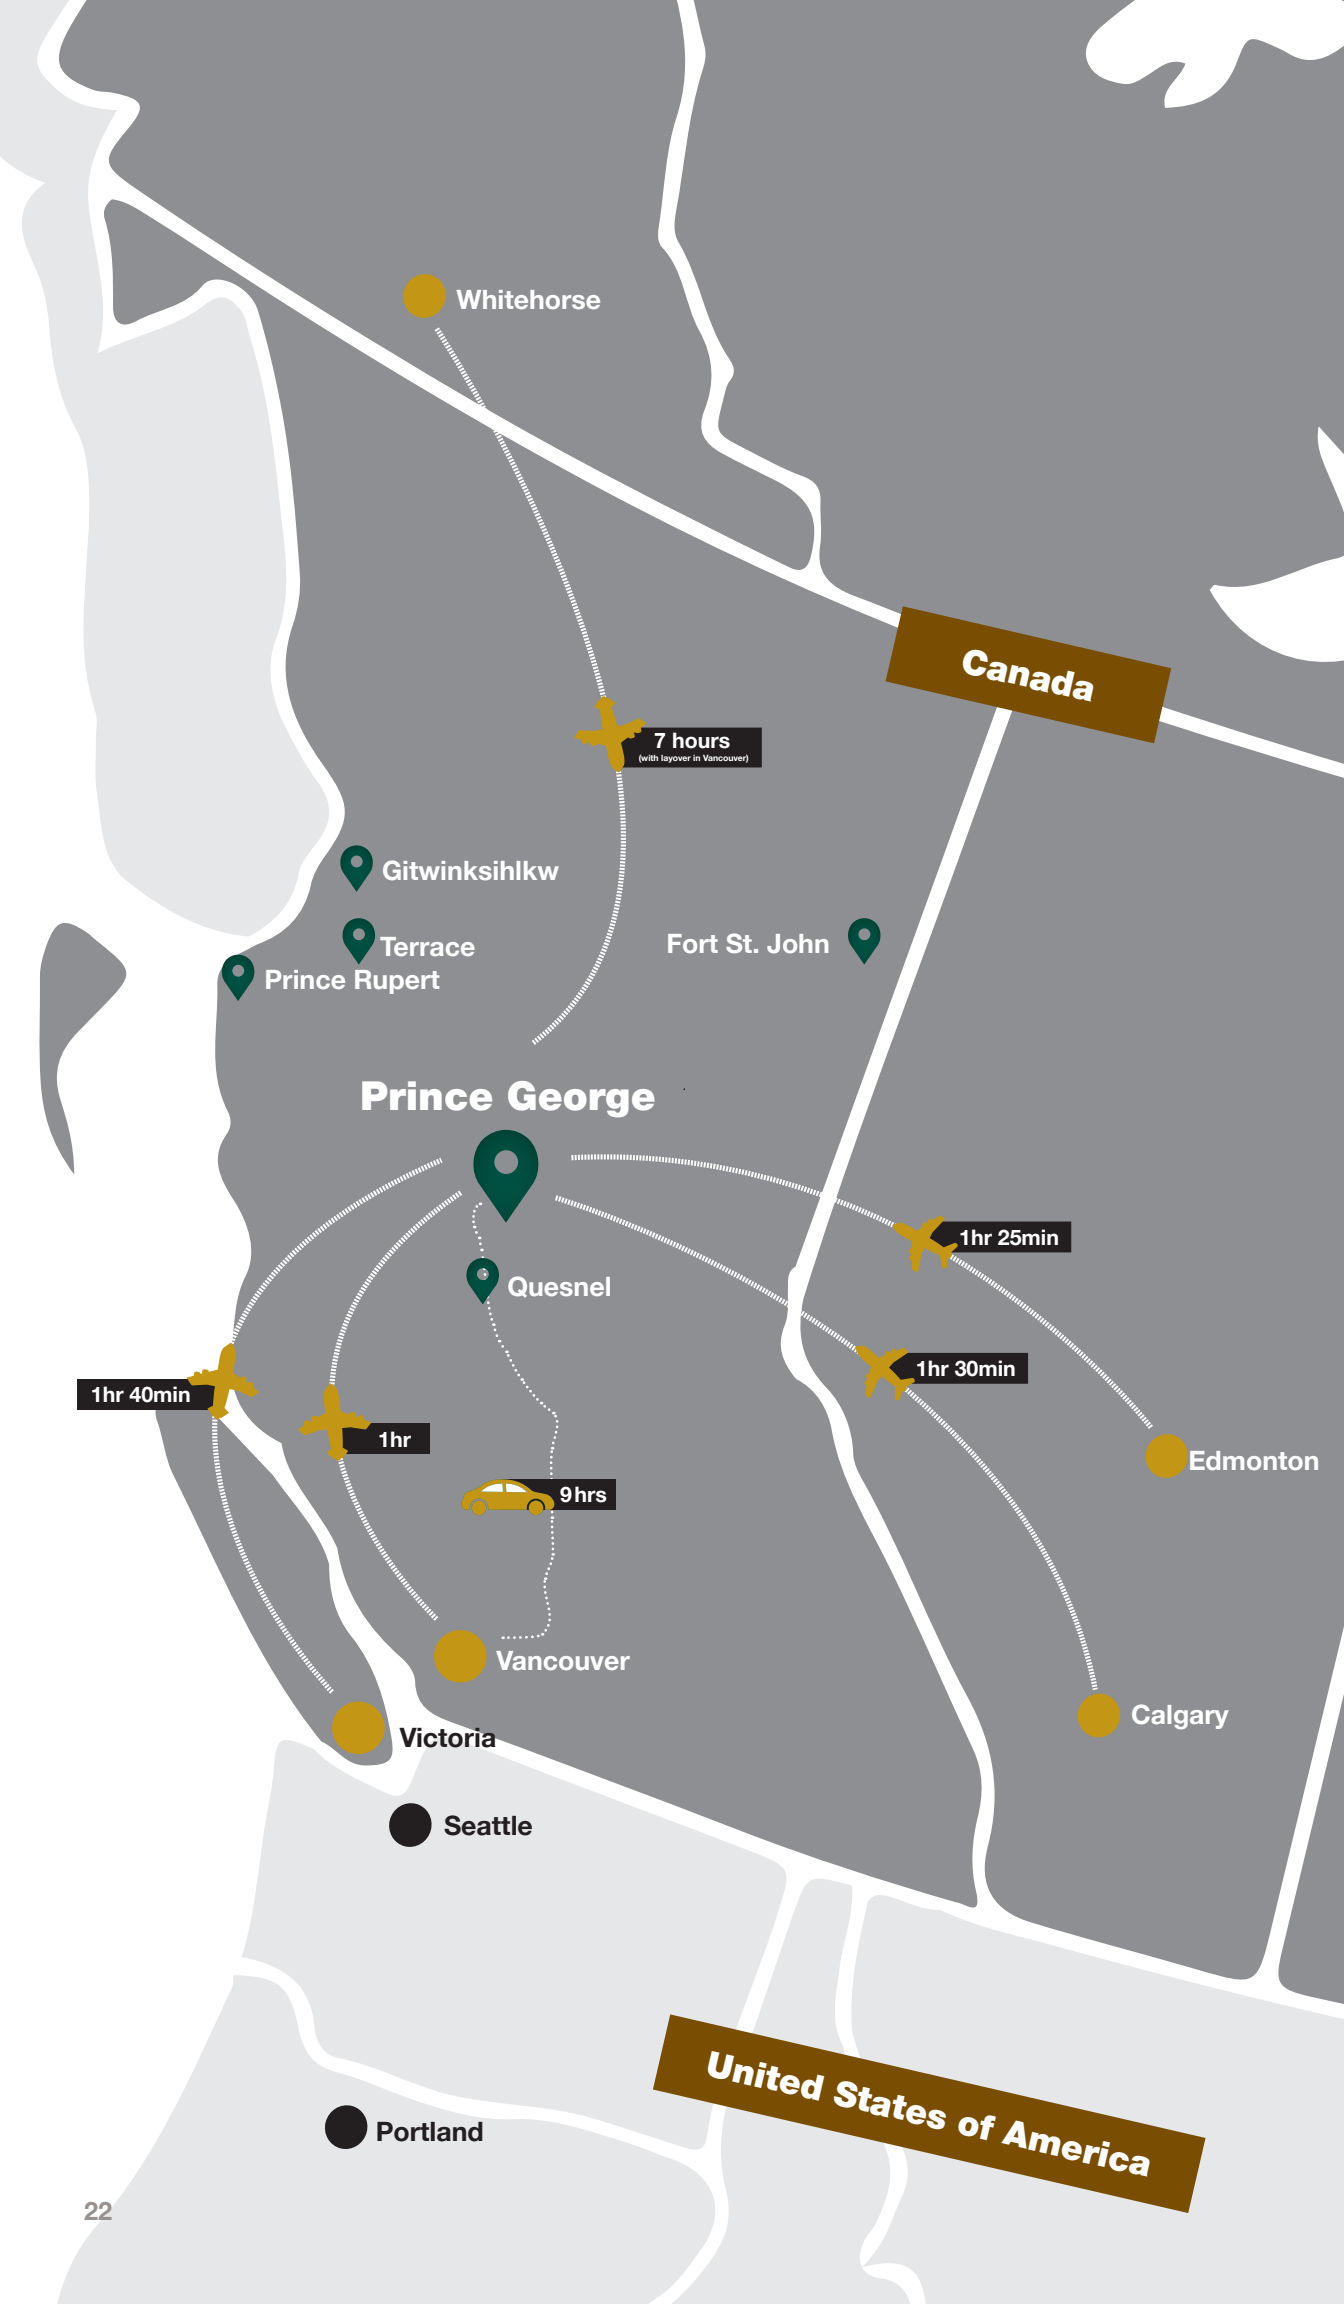 Whitehorse
Canada
7 hours
(with layover in Vancouver)
Gitwinksihlkw
Terrace
Fort St. John
Prince Rupert
Prince George
1hr 25min
Quesnel
1hr 30min
1hr 40min
1hr
Edmonton
9hrs
Vancouver
Calgary
Victoria
Seattle
United States of America
Portland
22